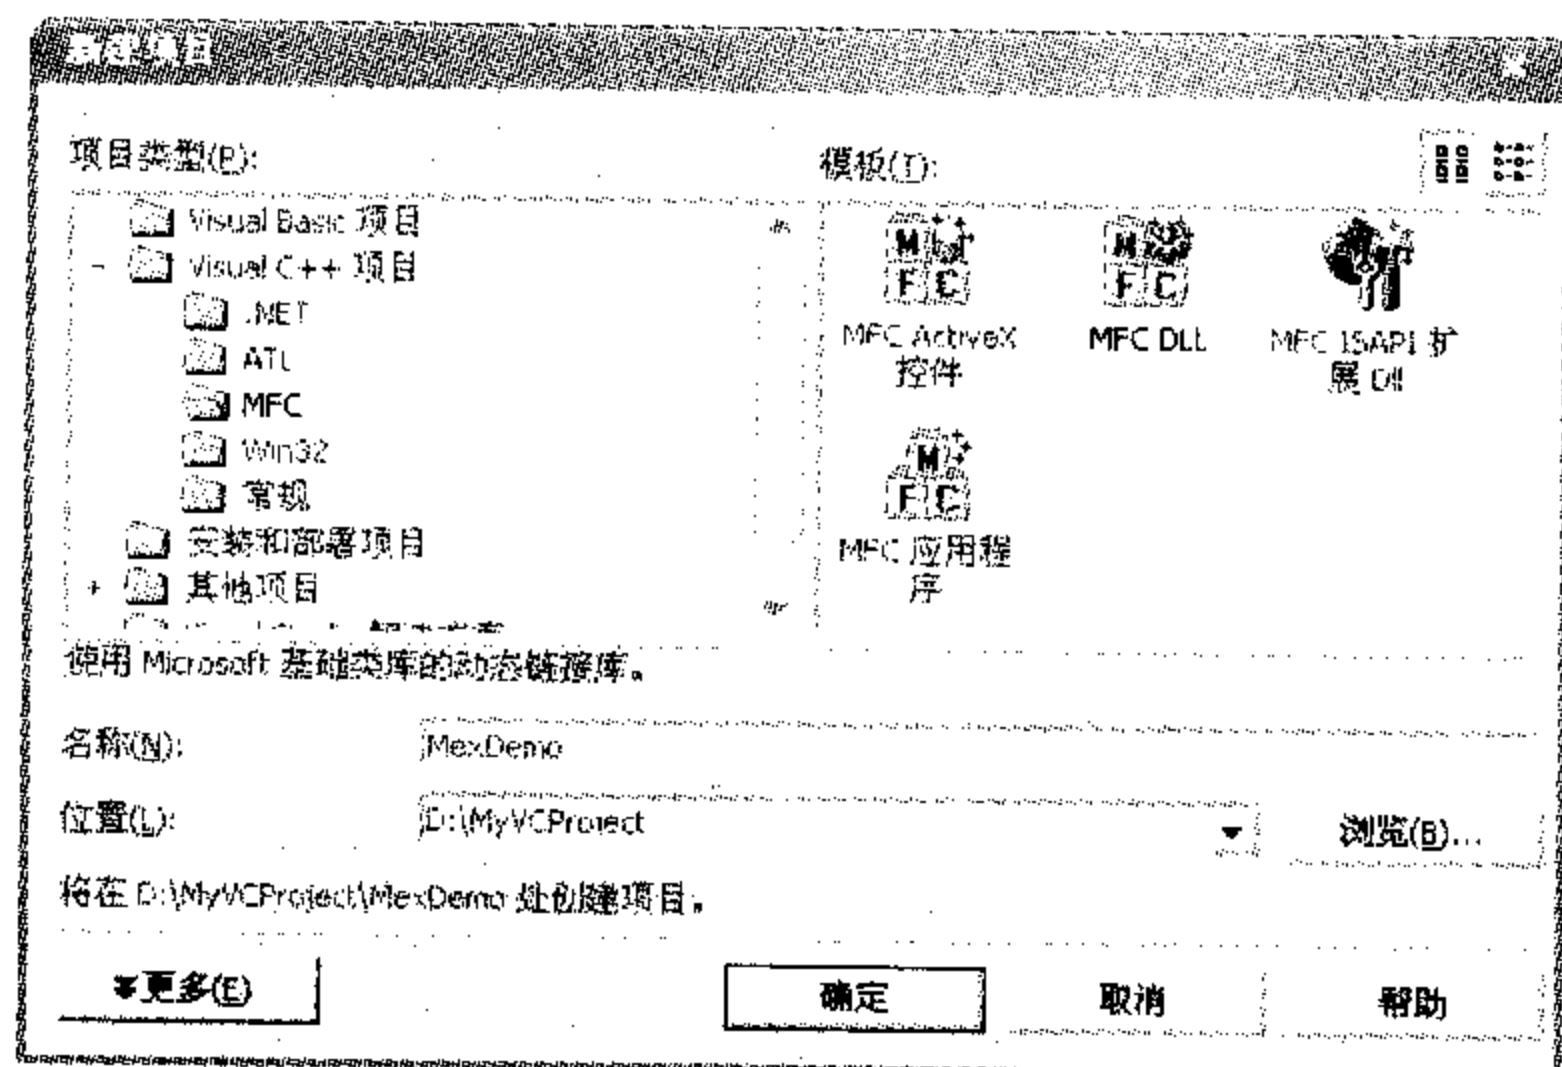 新建项目
项目类型(P):
模板(T):
Visual Basic 项目
Visual C++ 项目
.NET
ATL
MFC
Win32
常规
安装和部署项目
其他项目
MFC ActiveX
控件
MFC DLL
MFC ISAPI 扩
展 Dll
MFC 应用程
序
使用 Microsoft 基础类库的动态链接库。
名称(N):
MexDemo
位置(L):
D:\MyVCProject
浏览(B)...
将在 D:\MyVCProject\MexDemo 处创建项目。
更多(E)
确定
取消
帮助